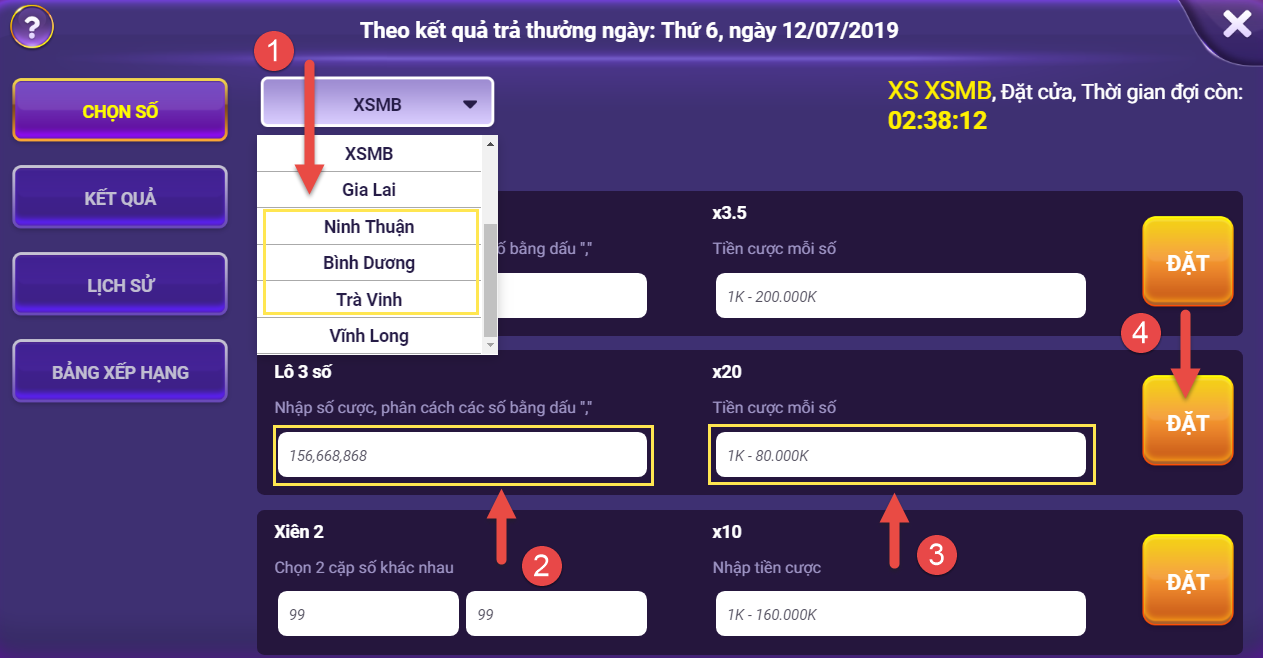 ?
Theo kết quả trả thưởng ngày: Thứ 6, ngày 12/07/2019
1
CHỌN SỐ
XSMB
XS XSMB, Đặt cửa, Thời gian đợi còn:
02:38:12
KẾT QUẢ
LỊCH SỬ
BẢNG XẾP HẠNG
XSMB
Gia Lai
Ninh Thuận
Bình Dương
Trà Vinh
Vĩnh Long
x3.5
số bằng dấu ","
Tiền cược mỗi số
1K - 200.000K
ĐẶT
4
Lô 3 số
x20
Nhập số cược, phân cách các số bằng dấu ","
Tiền cược mỗi số
156,668,868
1K - 80.000K
ĐẶT
2
3
Xiên 2
x10
Chọn 2 cặp số khác nhau
Nhập tiền cược
99
99
1K - 160.000K
ĐẶT